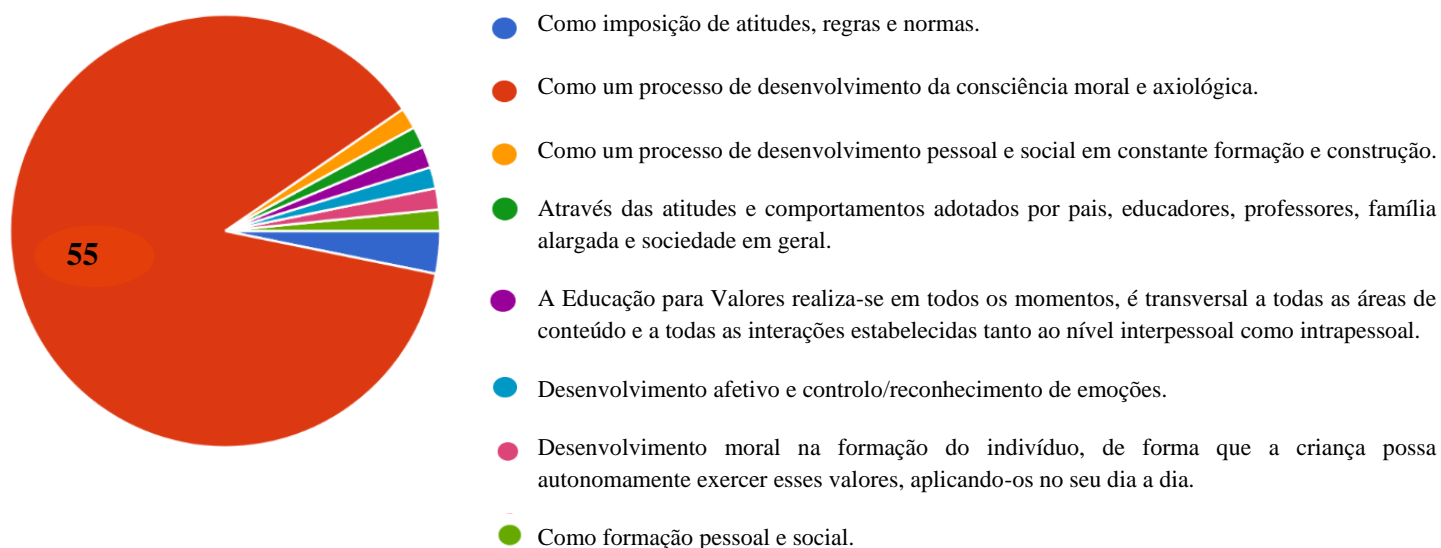 Como imposição de atitudes, regras e normas.
Como um processo de desenvolvimento da consciência moral e axiológica.
Como um processo de desenvolvimento pessoal e social em constante formação e construção.
55
Através das atitudes e comportamentos adotados por pais, educadores, professores, família
alargada e sociedade em geral.
A Educação para Valores realiza-se em todos os momentos, é transversal a todas as áreas de
conteúdo e a todas as interações estabelecidas tanto ao nível interpessoal como intrapessoal.
Desenvolvimento afetivo e controlo/reconhecimento de emoções.
Desenvolvimento moral na formação do indivíduo, de forma que a criança possa
autonomamente exercer esses valores, aplicando-os no seu dia a dia.
Como formação pessoal e social.